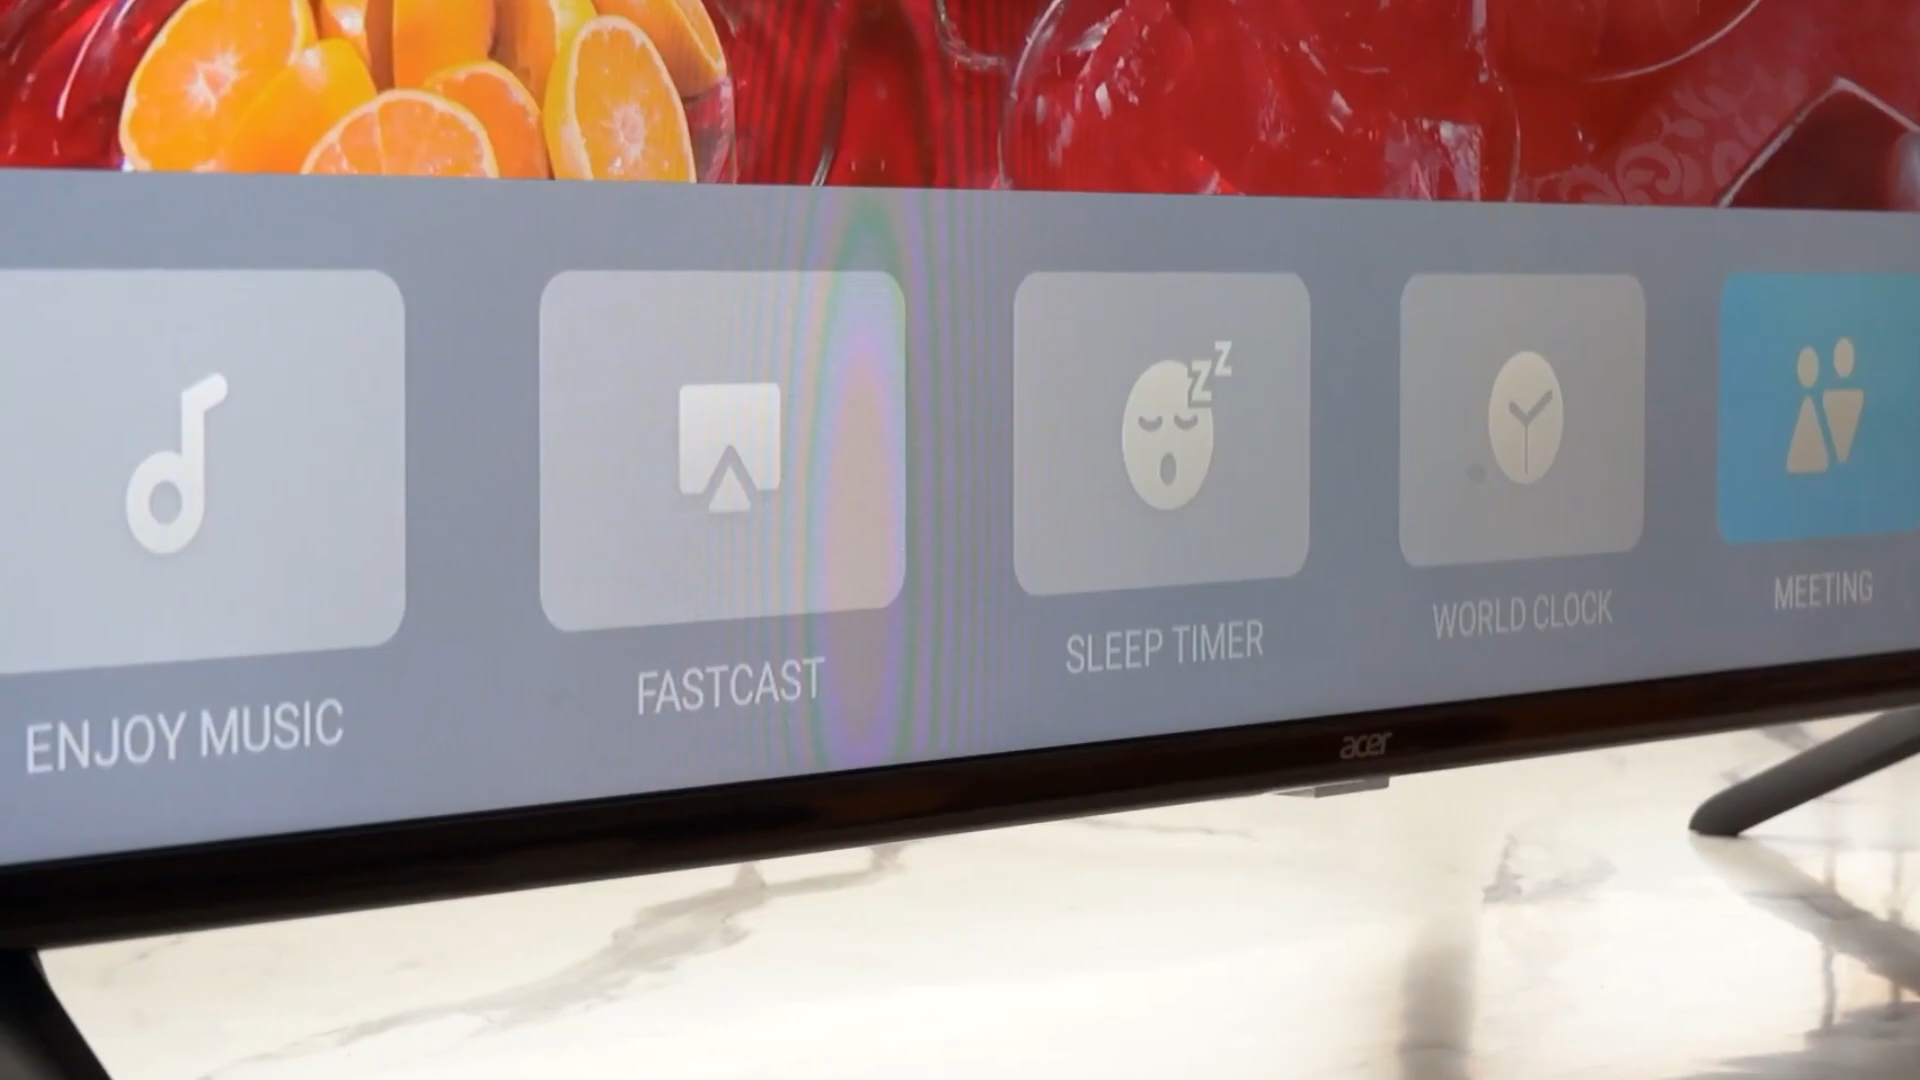 ENJOY MUSIC
FASTCAST
SLEEP TIMER
WORLD CLOCK
MEETING
acer